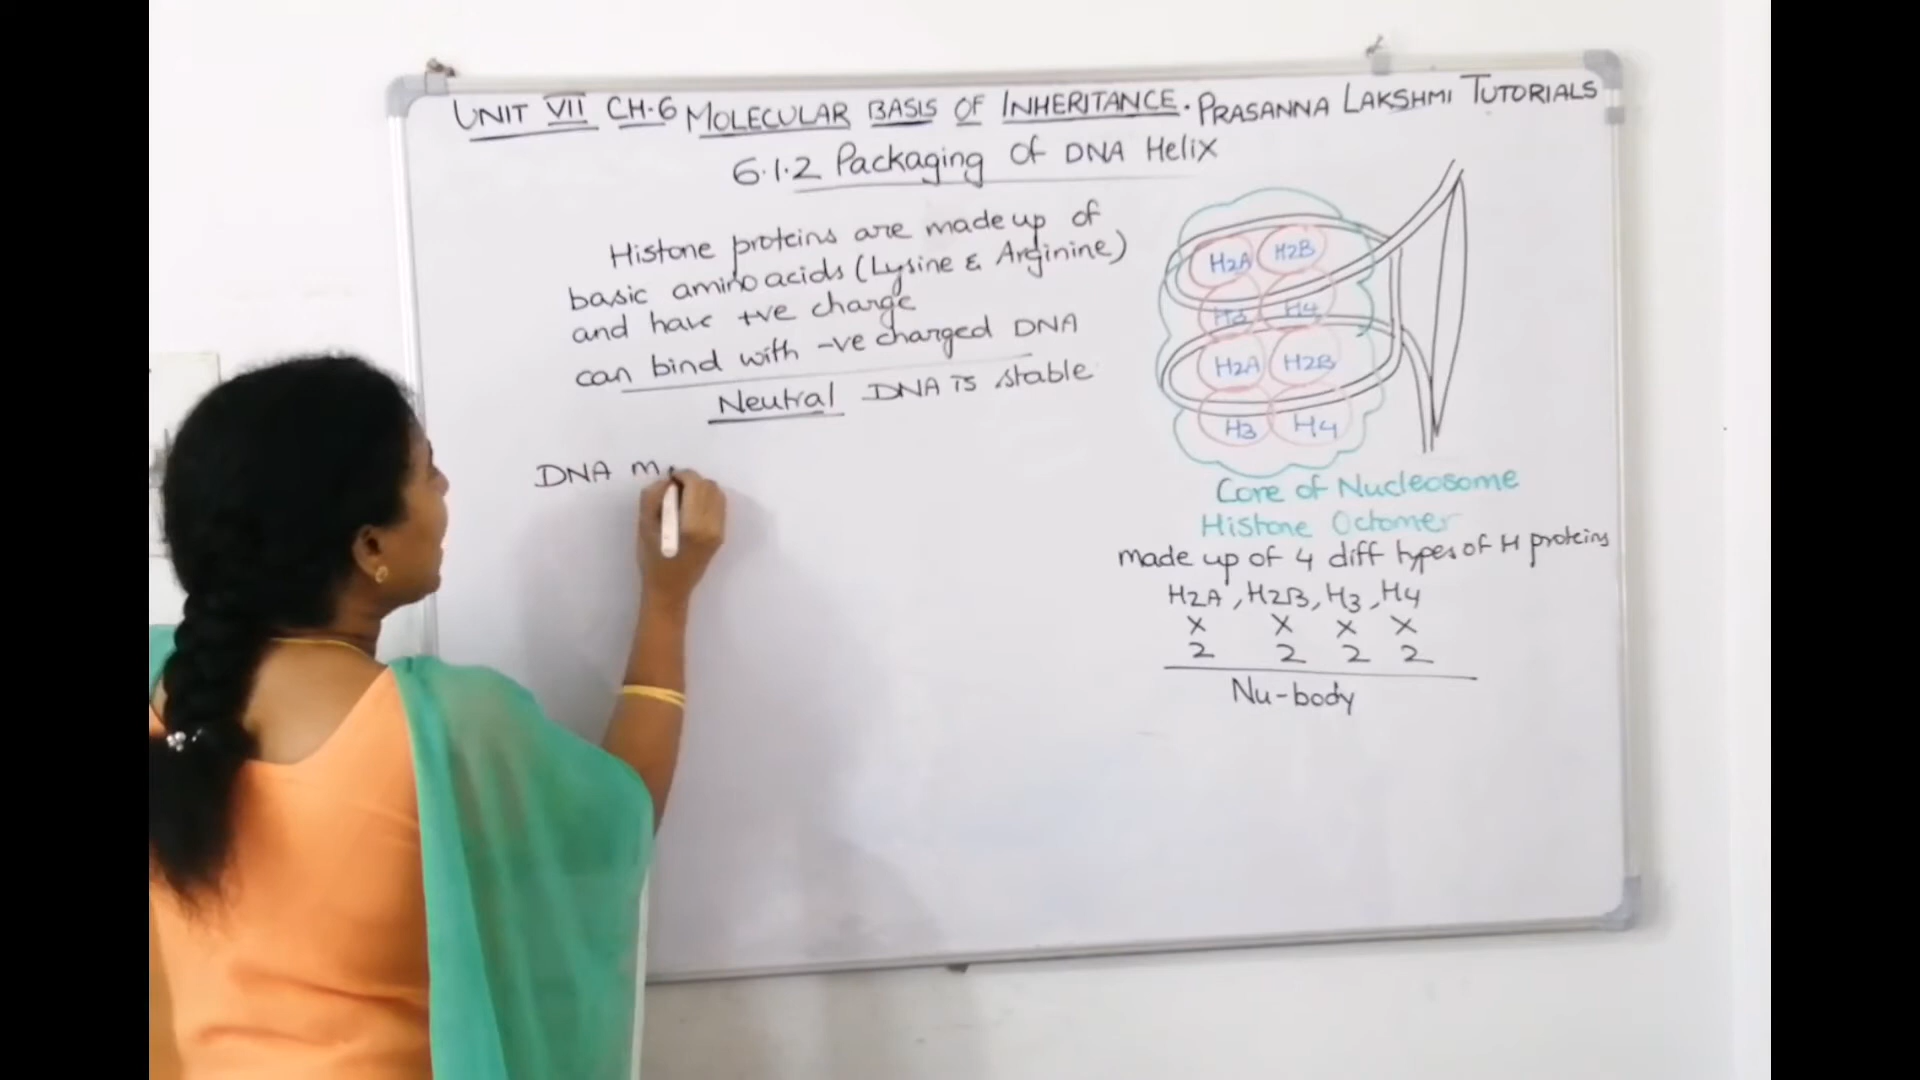 UNIT VII CH-6 MOLECULAR BASIS OF INHERITANCE. PRASANNA LAKSHMI TUTORIALS
6.1.2 Packaging Of DNA Helix
Histone proteins are made up of
basic amino acids (Lysine & Arginine)
and have +ve charge
can bind with -ve charged DNA
Neutral DNA is stable
DNA m
H2A H2B
H3 H4
H2A H2B
H3 H4
Core of Nucleosome
Histone Octomer
made up of 4 diff types of H proteins
H2A, H2B, H3, H4
x x x x
2 2 2 2
Nu-body